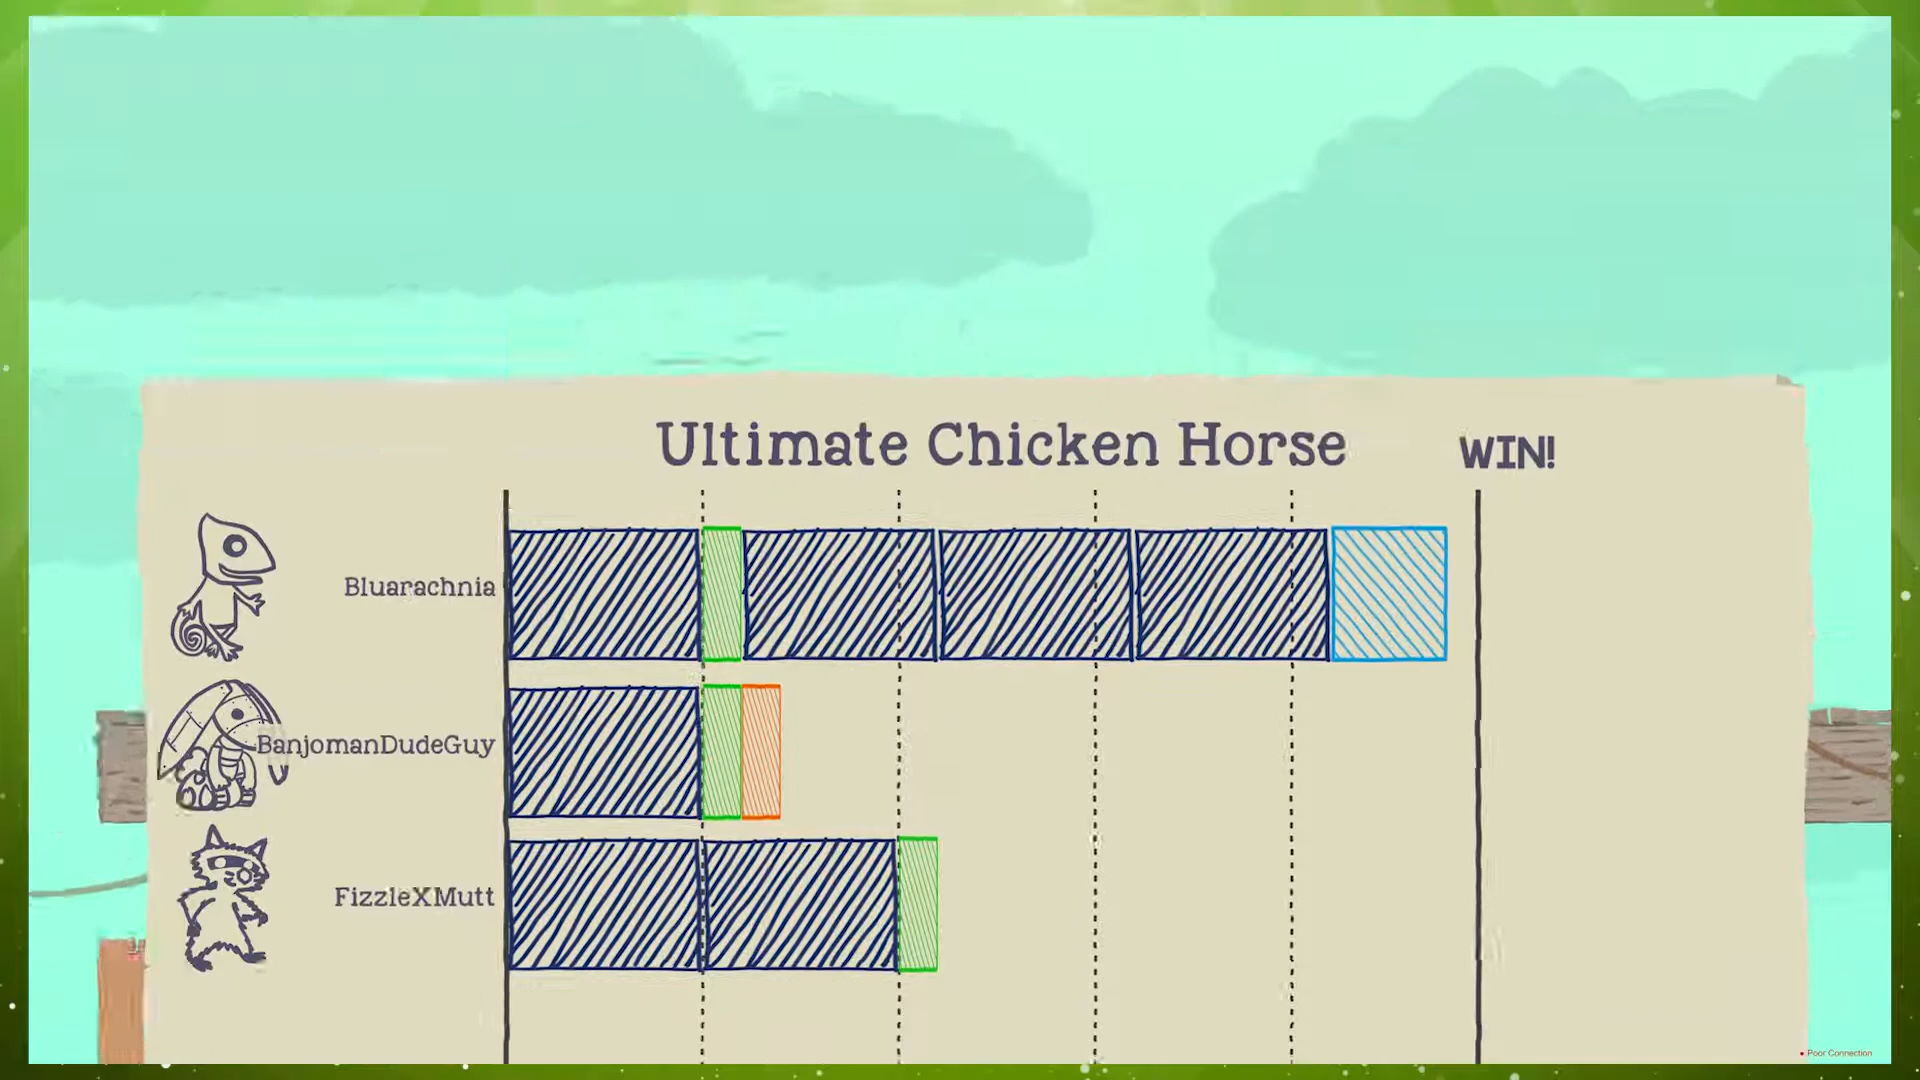 Ultimate Chicken Horse
WIN!
Bluarachnia
BanjomanDudeGuy
FizzleXMutt
Poor Connection